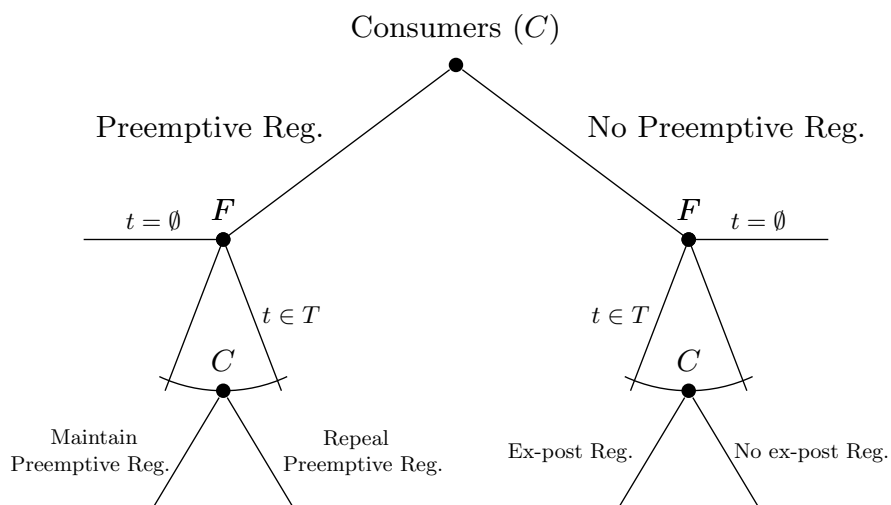 Consumers (C)
Preemptive Reg.
No Preemptive Reg.
t = ∅
F
F
t = ∅
t ∈ T
t ∈ T
C
C
Maintain
Preemptive Reg.
Repeal
Preemptive Reg.
Ex-post Reg.
No ex-post Reg.